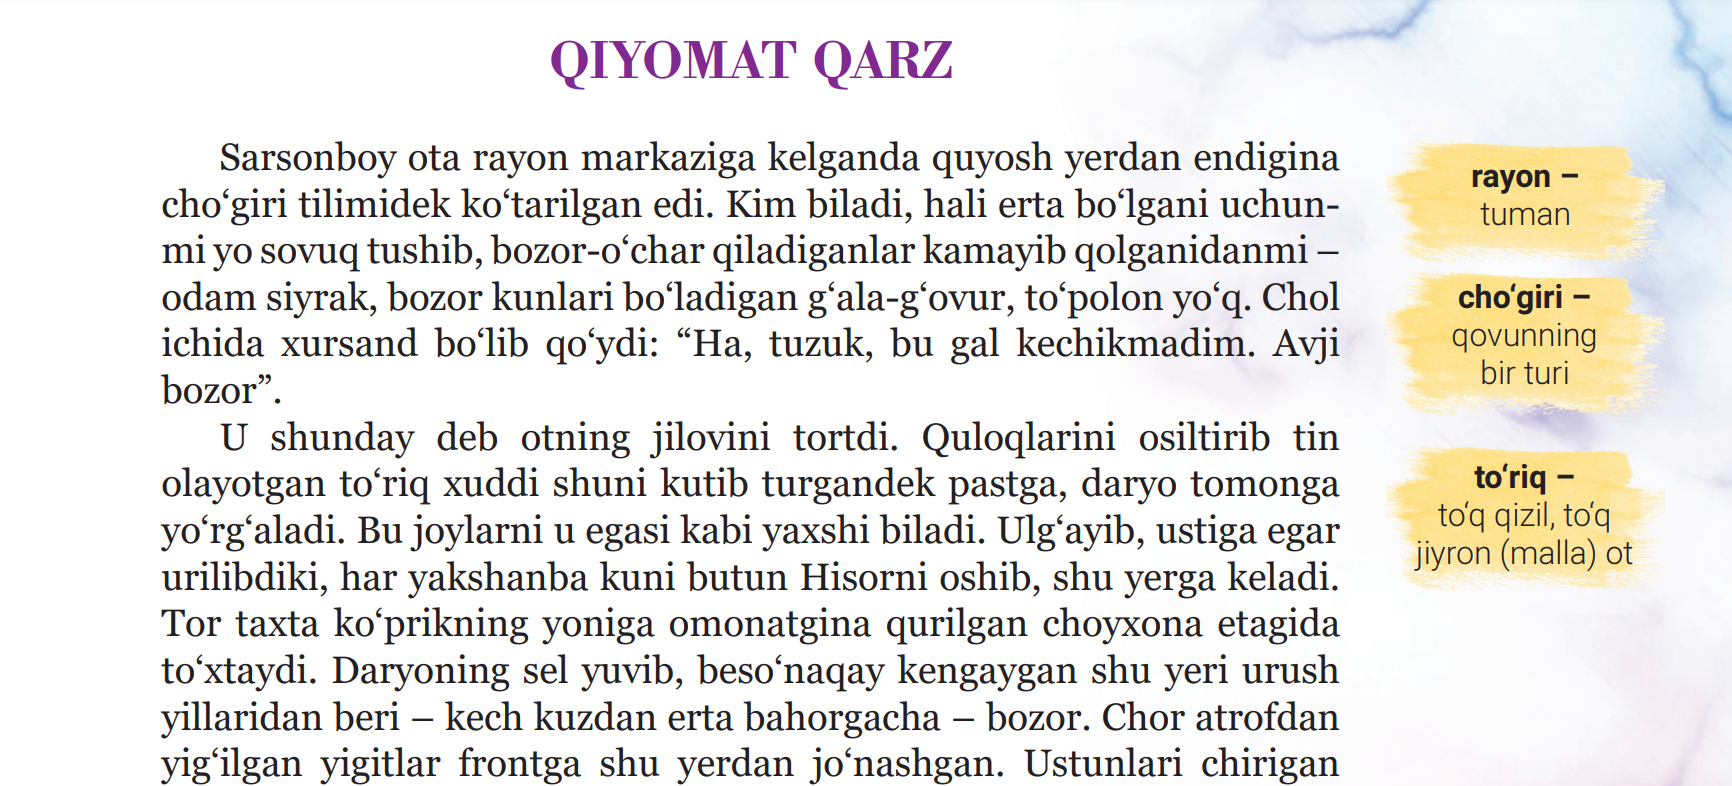 QIYOMAT QARZ
Sarsonboy ota rayon markaziga kelganda quyosh yerdan endigina
cho‘giri tilimidek ko‘tarilgan edi. Kim biladi, hali erta bo‘lgani uchun-
mi yo sovuq tushib, bozor-o‘char qiladiganlar kamayib qolganidanmi –
odam siyrak, bozor kunlari bo‘ladigan g‘ala-g‘ovur, to‘polon yo‘q. Chol
ichida xursand bo‘lib qo‘ydi: “Ha, tuzuk, bu gal kechikmadim. Avji
bozor”.
U shunday deb otning jilovini tortdi. Quloqlarini osiltirib tin
olayotgan to‘riq xuddi shuni kutib turgandek pastga, daryo tomonga
yo‘rg‘aladi. Bu joylarni u egasi kabi yaxshi biladi. Ulg‘ayib, ustiga egar
urilibdiki, har yakshanba kuni butun Hisorni oshib, shu yerga keladi.
Tor taxta ko‘prikning yoniga omonatgina qurilgan choyxona etagida
to‘xtaydi. Daryoning sel yuvib, beso‘naqay kengaygan shu yeri urush
yillaridan beri – kech kuzdan erta bahorgacha – bozor. Chor atrofdan
yig‘ilgan yigitlar frontga shu yerdan jo‘nashgan. Ustunlari chirigan
rayon –
tuman
cho‘giri –
qovunning
bir turi
to‘riq –
to‘q qizil, to‘q
jiyron (malla) ot